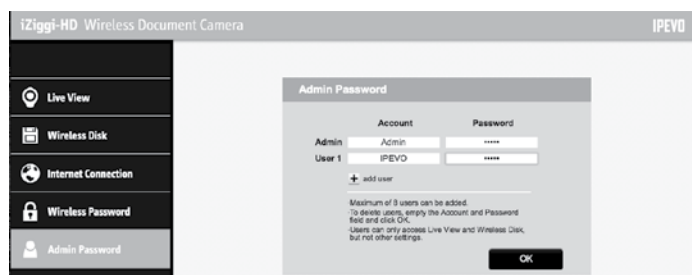 iZiggi-HD Wireless Document Camera
IPEVO
Live View
Wireless Disk
Internet Connection
Wireless Password
Admin Password
Admin Password
Account Password
Admin Admin •••••
User 1 IPEVO •••••
+ add user
·Maximum of 8 users can be added.
·To delete users, empty the Account and Password
field and click OK.
·Users can only access Live View and Wireless Disk,
but not other settings.
OK